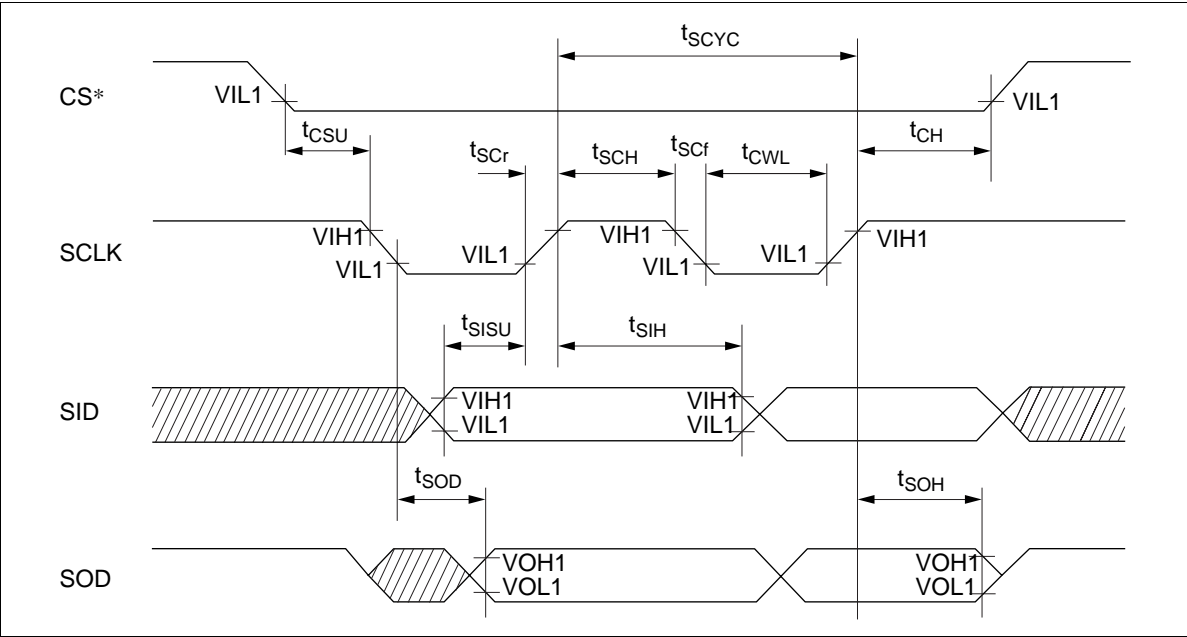 tSCYC
CS*
VIL1
VIL1
tCSU
tSCr
tSCH
tSCf
tCWL
tCH
SCLK
VIH1
VIL1
VIL1
VIH1
VIL1
VIL1
VIH1
tSISU
tSIH
SID
VIH1
VIL1
VIH1
VIL1
tSOD
tSOH
SOD
VOH1
VOL1
VOH1
VOL1